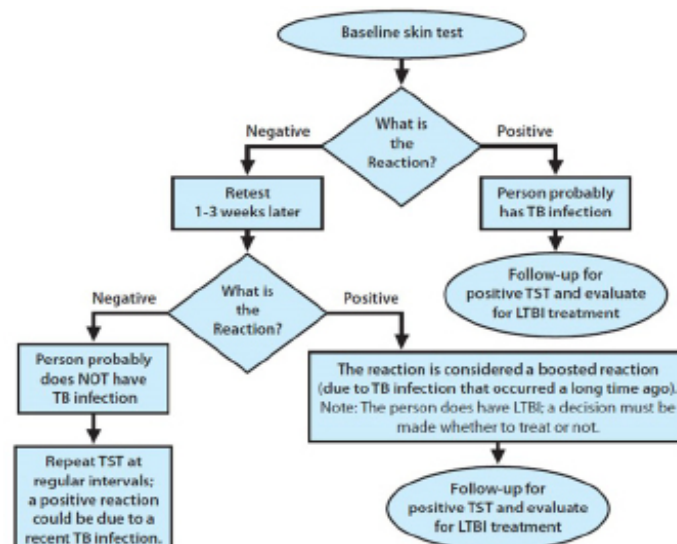 Baseline skin test
What is
the
Reaction?
Negative
Positive
Retest
1-3 weeks later
Person probably
has TB infection
Follow-up for
positive TST and evaluate
for LTBI treatment
What is
the
Reaction?
Negative
Positive
Person probably
does NOT have
TB infection
The reaction is considered a boosted reaction
(due to TB infection that occurred a long time ago).
Note: The person does have LTBI; a decision must be
made whether to treat or not.
Repeat TST at
regular intervals;
a positive reaction
could be due to a
recent TB infection.
Follow-up for
positive TST and evaluate
for LTBI treatment